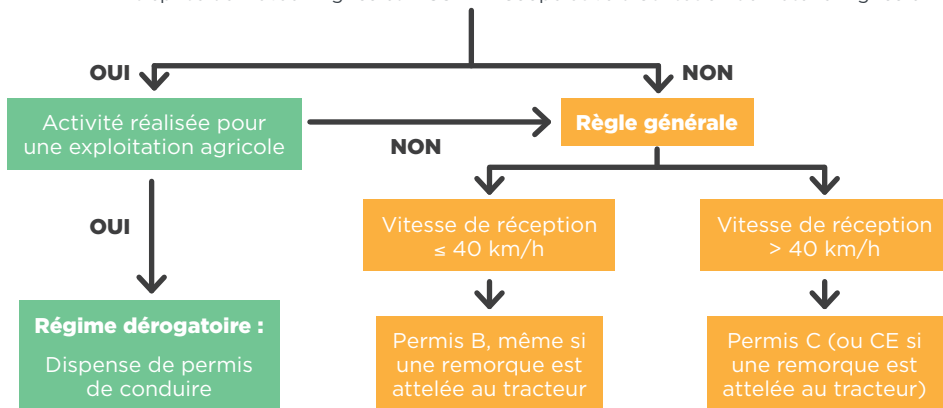 OUI
NON
Activité réalisée pour
une exploitation agricole
NON
Règle générale
OUI
Vitesse de réception
≤ 40 km/h
Vitesse de réception
> 40 km/h
Régime dérogatoire :
Dispense de permis
de conduire
Permis B, même si
une remorque est
attelée au tracteur
Permis C (ou CE si
une remorque est
attelée au tracteur)